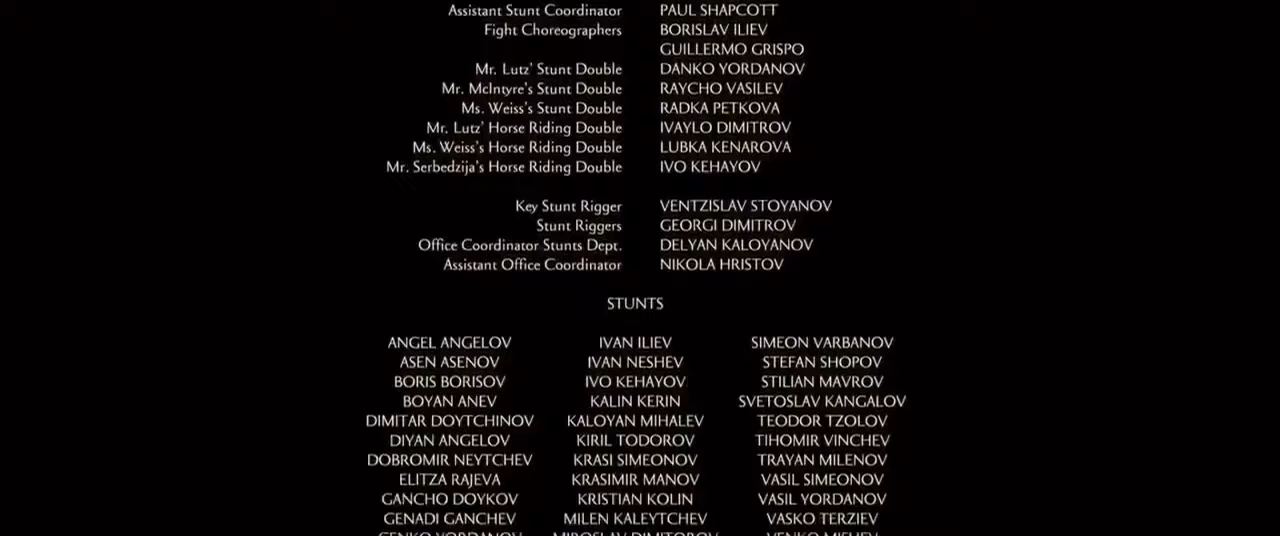 Assistant Stunt Coordinator PAUL SHAPCOTT
Fight Choreographers BORISLAV ILIEV
GUILLERMO GRISPO
Mr. Lutz' Stunt Double DANKO YORDANOV
Mr. McIntyre's Stunt Double RAYCHO VASILEV
Ms. Weiss's Stunt Double RADKA PETKOVA
Mr. Lutz' Horse Riding Double IVAYLO DIMITROV
Ms. Weiss's Horse Riding Double LUBKA KENAROVA
Mr. Serbedzija's Horse Riding Double IVO KEHAYOV
Key Stunt Rigger VENTZISLAV STOYANOV
Stunt Riggers GEORGI DIMITROV
Office Coordinator Stunts Dept. DELYAN KALOYANOV
Assistant Office Coordinator NIKOLA HRISTOV
STUNTS
ANGEL ANGELOV IVAN ILIEV SIMEON VARBANOV
ASEN ASENOV IVAN NESHEV STEFAN SHOPOV
BORIS BORISOV IVO KEHAYOV STILIAN MAVROV
BOYAN ANEV KALIN KERIN SVETOSLAV KANGALOV
DIMITAR DOYTCHINOV KALOYAN MIHALEV TEODOR TZOLOV
DIYAN ANGELOV KIRIL TODOROV TIHOMIR VINCHEV
DOBROMIR NEYTCHEV KRASI SIMEONOV TRAYAN MILENOV
ELITZA RAJEVA KRASIMIR MANOV VASIL SIMEONOV
GANCHO DOYKOV KRISTIAN KOLIN VASIL YORDANOV
GENADI GANCHEV MILEN KALEYTCHEV VASKO TERZIEV